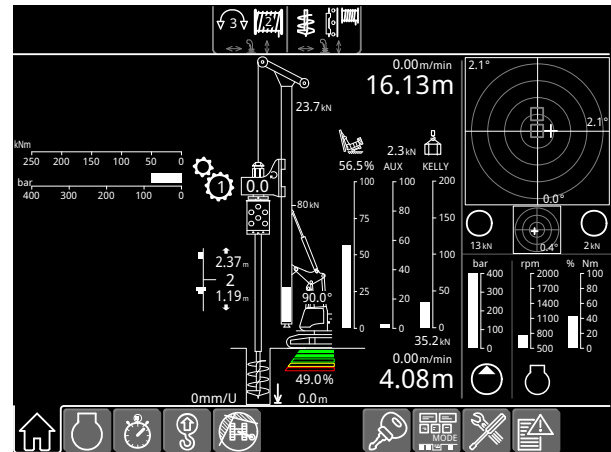 3 2
0.00m/min
16.13m
2.1°
23.7kN
2.1°
kNm
2.3kN
250 200 150 100 50 0
56.5% AUX KELLY
bar
1 0.0
100 100 200
400 300 100 0
80kN
75 80 150
0.0°
60
50 100
13kN 0.4° 2kN
2.37m
40
bar rpm % Nm
2
25 50
400 2000 100
1.19m
90.0°
20
300 1700 80
0 0 0
1400 60
200
1100 40
35.2kN
100 800 20
0.00m/min
0 500 0
49.0%
4.08m
0mm/U 0.0m
MODE